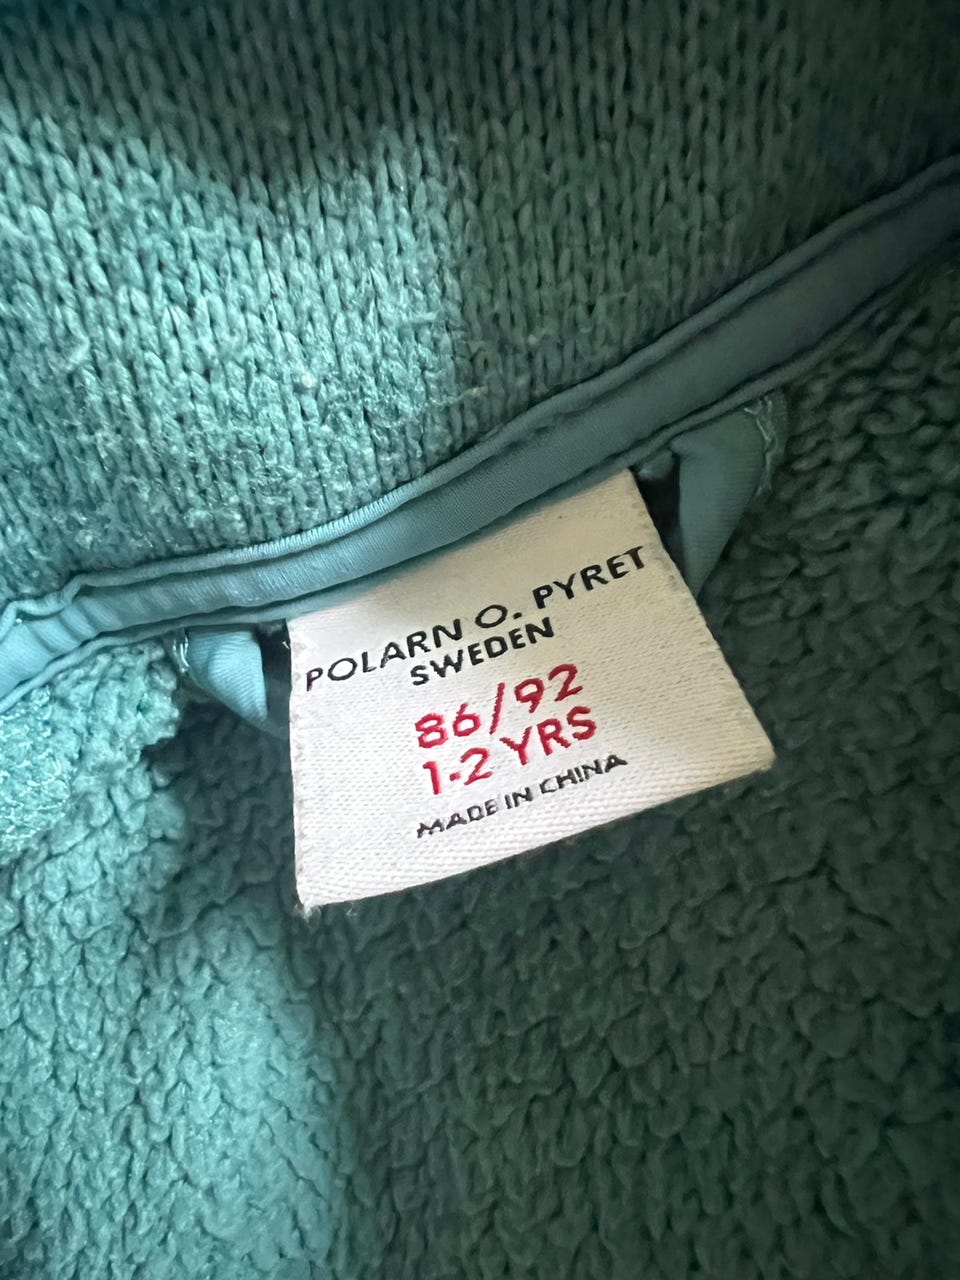 POLARN O. PYRET
SWEDEN
86/92
1-2 YRS
MADE IN CHINA